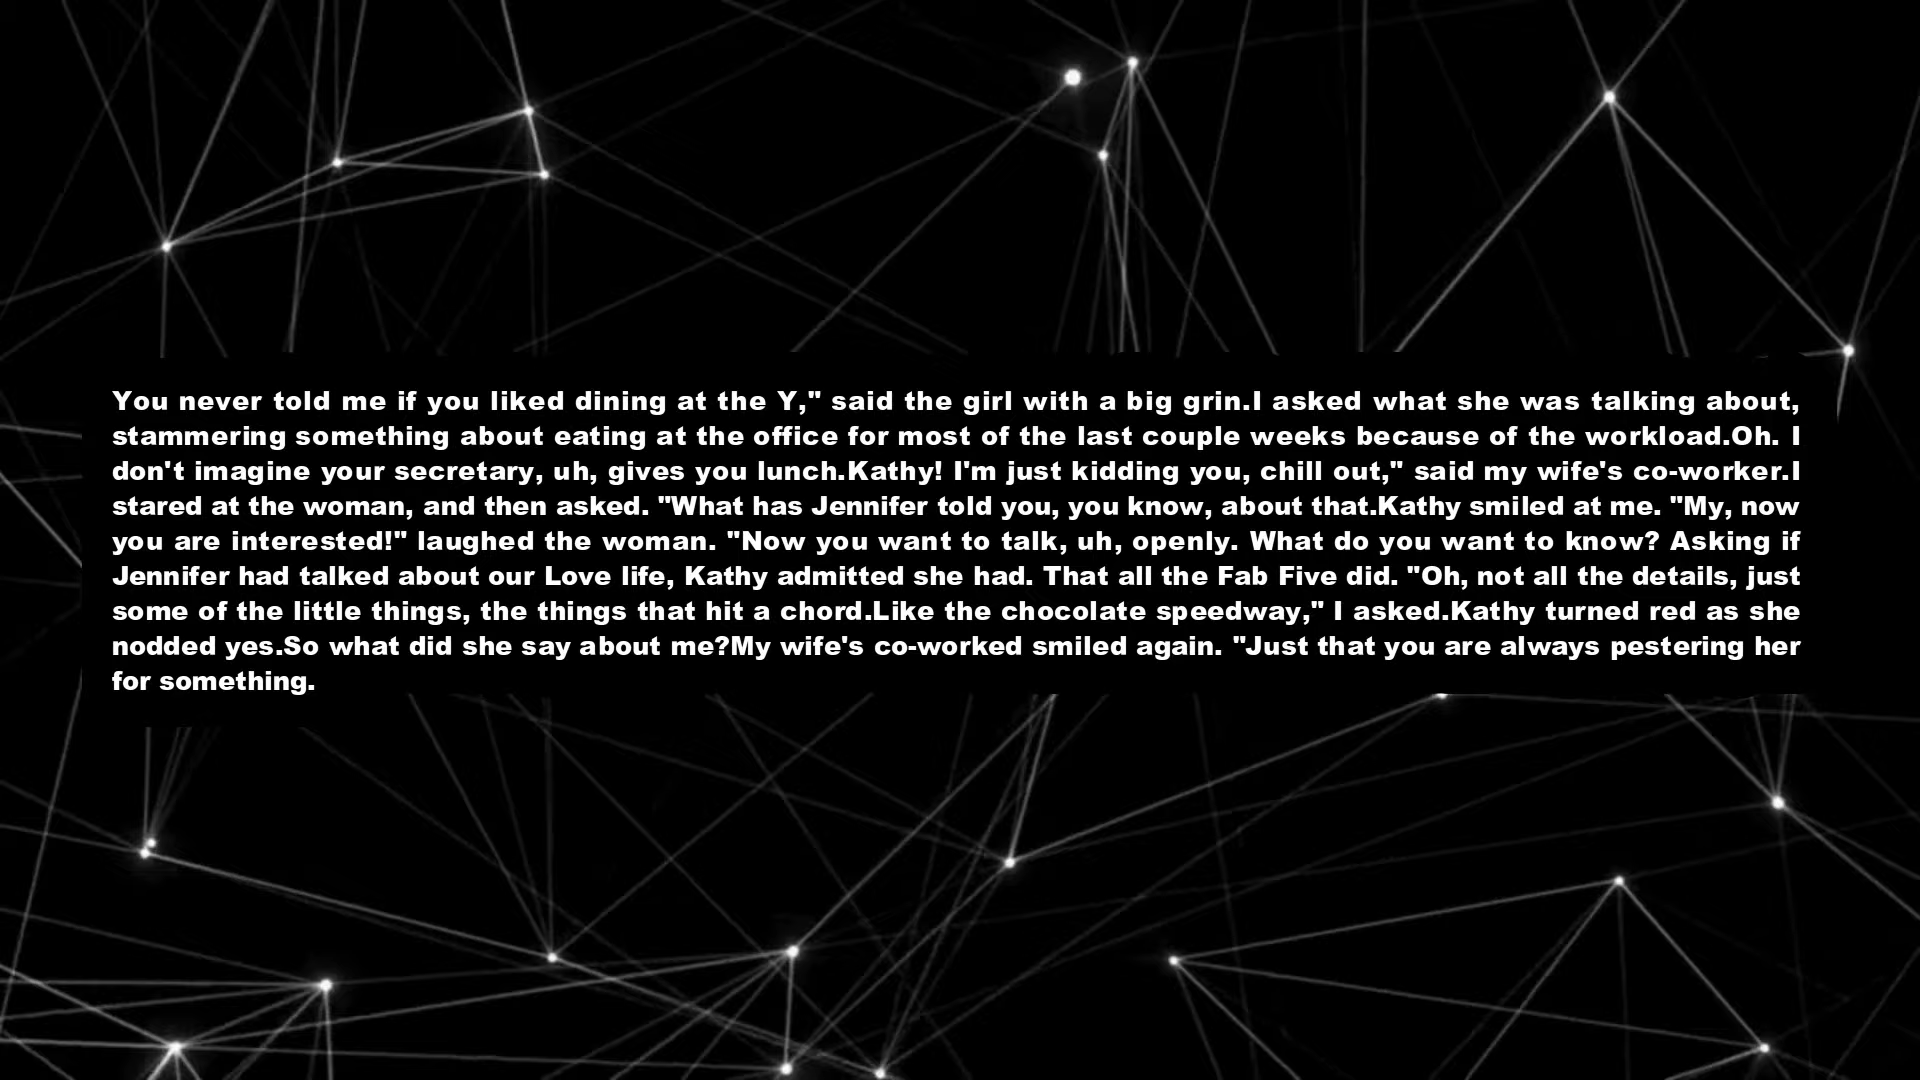 You never told me if you liked dining at the Y," said the girl with a big grin.I asked what she was talking about,
stammering something about eating at the office for most of the last couple weeks because of the workload.Oh. I
don't imagine your secretary, uh, gives you lunch.Kathy! I'm just kidding you, chill out," said my wife's co-worker.I
stared at the woman, and then asked. "What has Jennifer told you, you know, about that.Kathy smiled at me. "My, now
you are interested!" laughed the woman. "Now you want to talk, uh, openly. What do you want to know? Asking if
Jennifer had talked about our Love life, Kathy admitted she had. That all the Fab Five did. "Oh, not all the details, just
some of the little things, the things that hit a chord.Like the chocolate speedway," I asked.Kathy turned red as she
nodded yes.So what did she say about me?My wife's co-worked smiled again. "Just that you are always pestering her
for something.